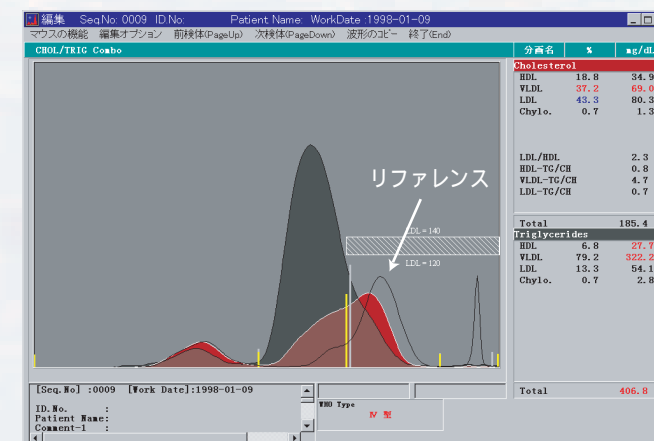 編集 Seq.No: 0009 ID.No: Patient Name: WorkDate :1998-01-09
マウスの機能 編集オプション 前検体(PageUp) 次検体(PageDown) 波形のコピー 終了(End)
CHOL/TRIG Combo
分画名 % mg/dL
Cholesterol
HDL 18.8 34.9
VLDL 37.2 69.0
LDL 43.3 80.3
Chylo. 0.7 1.3
LDL/HDL 2.3
HDL-TG/CH 0.8
VLDL-TG/CH 4.7
LDL-TG/CH 0.7
Total 185.4
Triglycerides
HDL 6.8 27.7
VLDL 79.2 322.2
LDL 13.3 54.1
Chylo. 0.7 2.8
Total 406.8
リファレンス
LDL = 140
LDL = 120
[Seq.No] :0009 [Work Date]:1998-01-09
ID.No. :
Patient Name:
Comment-1 :
WHO Type
Ⅳ 型